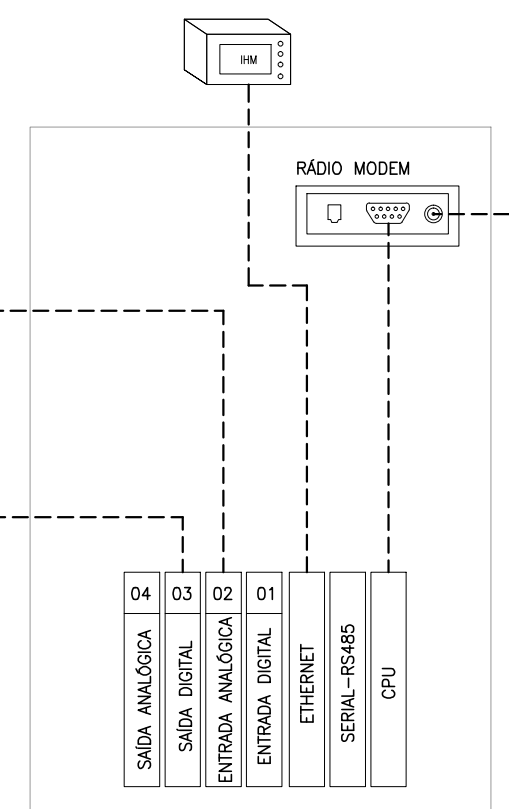 IHM
RÁDIO MODEM
04
03
02
01
SAÍDA ANALÓGICA
SAÍDA DIGITAL
ENTRADA ANALÓGICA
ENTRADA DIGITAL
ETHERNET
SERIAL-RS485
CPU